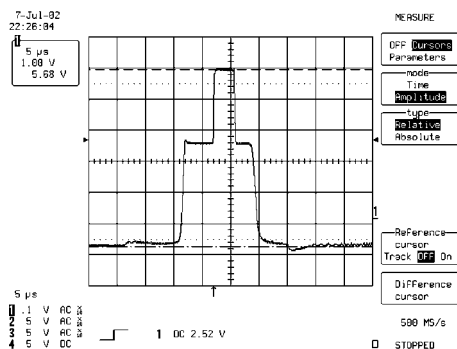 7-Jul-02
22:26:04
1
5 µs
1.00 V
5.68 V
MEASURE
OFF Cursors
Parameters
mode
Time
Amplitude
type
Relative
Absolute
1
Reference
cursor
Track OFF On
Difference
cursor
5 µs
1 .1 V AC
2 5 V AC
3 5 V AC
4 5 V DC
1 DC 2.52 V
500 MS/s
STOPPED